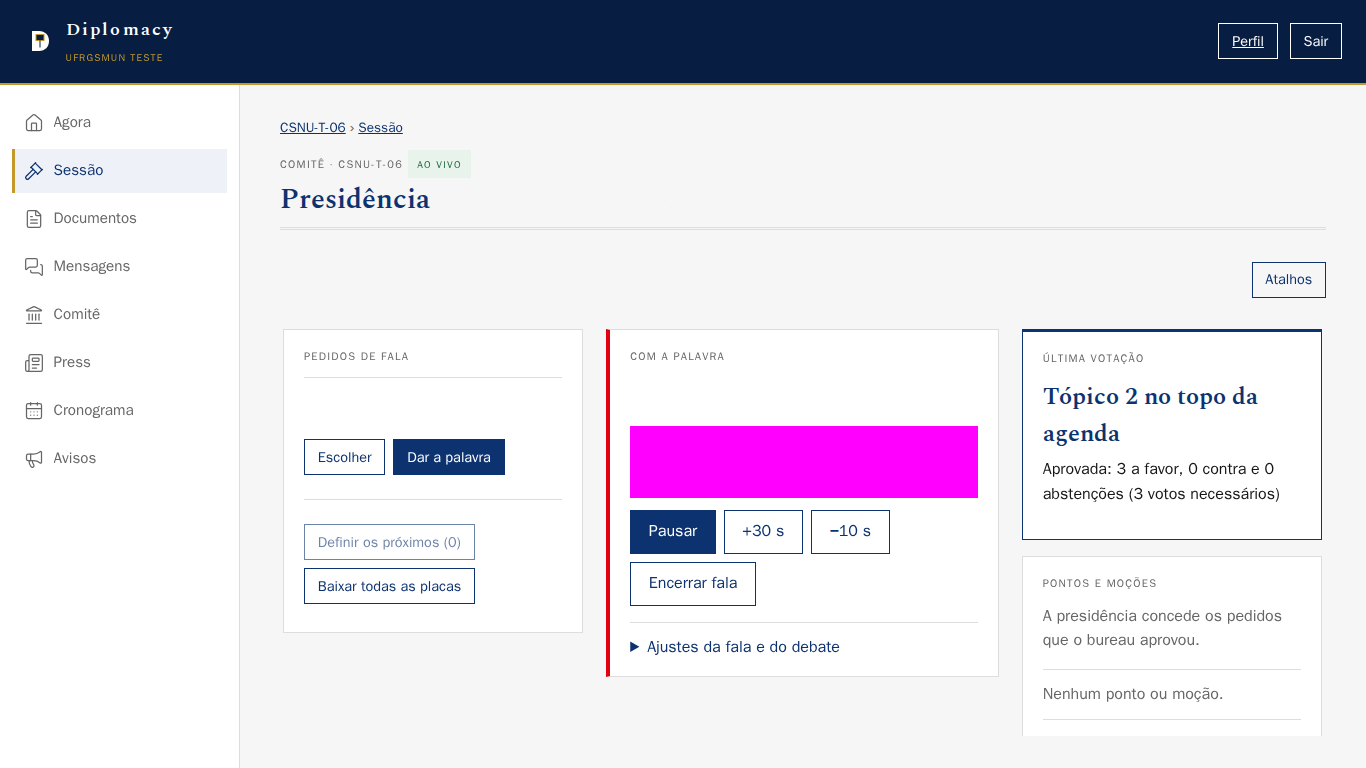 Diplomacy
UFRGSMUN TESTE
Perfil
Sair
Agora
Sessão
Documentos
Mensagens
Comitê
Press
Cronograma
Avisos
CSNU-T-06 › Sessão
COMITÊ · CSNU-T-06 AO VIVO
Presidência
Atalhos
PEDIDOS DE FALA
Escolher
Dar a palavra
Definir os próximos (0)
Baixar todas as placas
COM A PALAVRA
Pausar
+30 s
−10 s
Encerrar fala
Ajustes da fala e do debate
ÚLTIMA VOTAÇÃO
Tópico 2 no topo da
agenda
Aprovada: 3 a favor, 0 contra e 0
abstenções (3 votos necessários)
PONTOS E MOÇÕES
A presidência concede os pedidos
que o bureau aprovou.
Nenhum ponto ou moção.